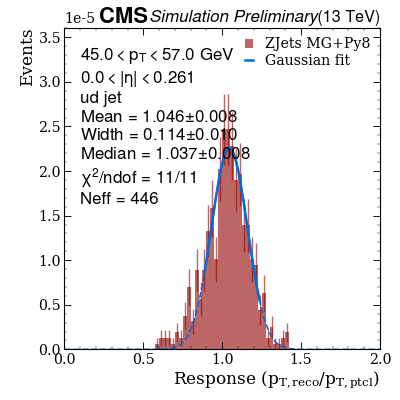 1e-5 CMS Simulation Preliminary (13 TeV)
ZJets MG+Py8
Gaussian fit
45.0 < pT < 57.0 GeV
0.0 < |η| < 0.261
ud jet
Mean = 1.046±0.008
Width = 0.114±0.010
Median = 1.037±0.008
χ²/ndof = 11/11
Neff = 446
Events
3.5
3.0
2.5
2.0
1.5
1.0
0.5
0.0
0.0 0.5 1.0 1.5 2.0
Response (pT,reco/pT,ptcl)